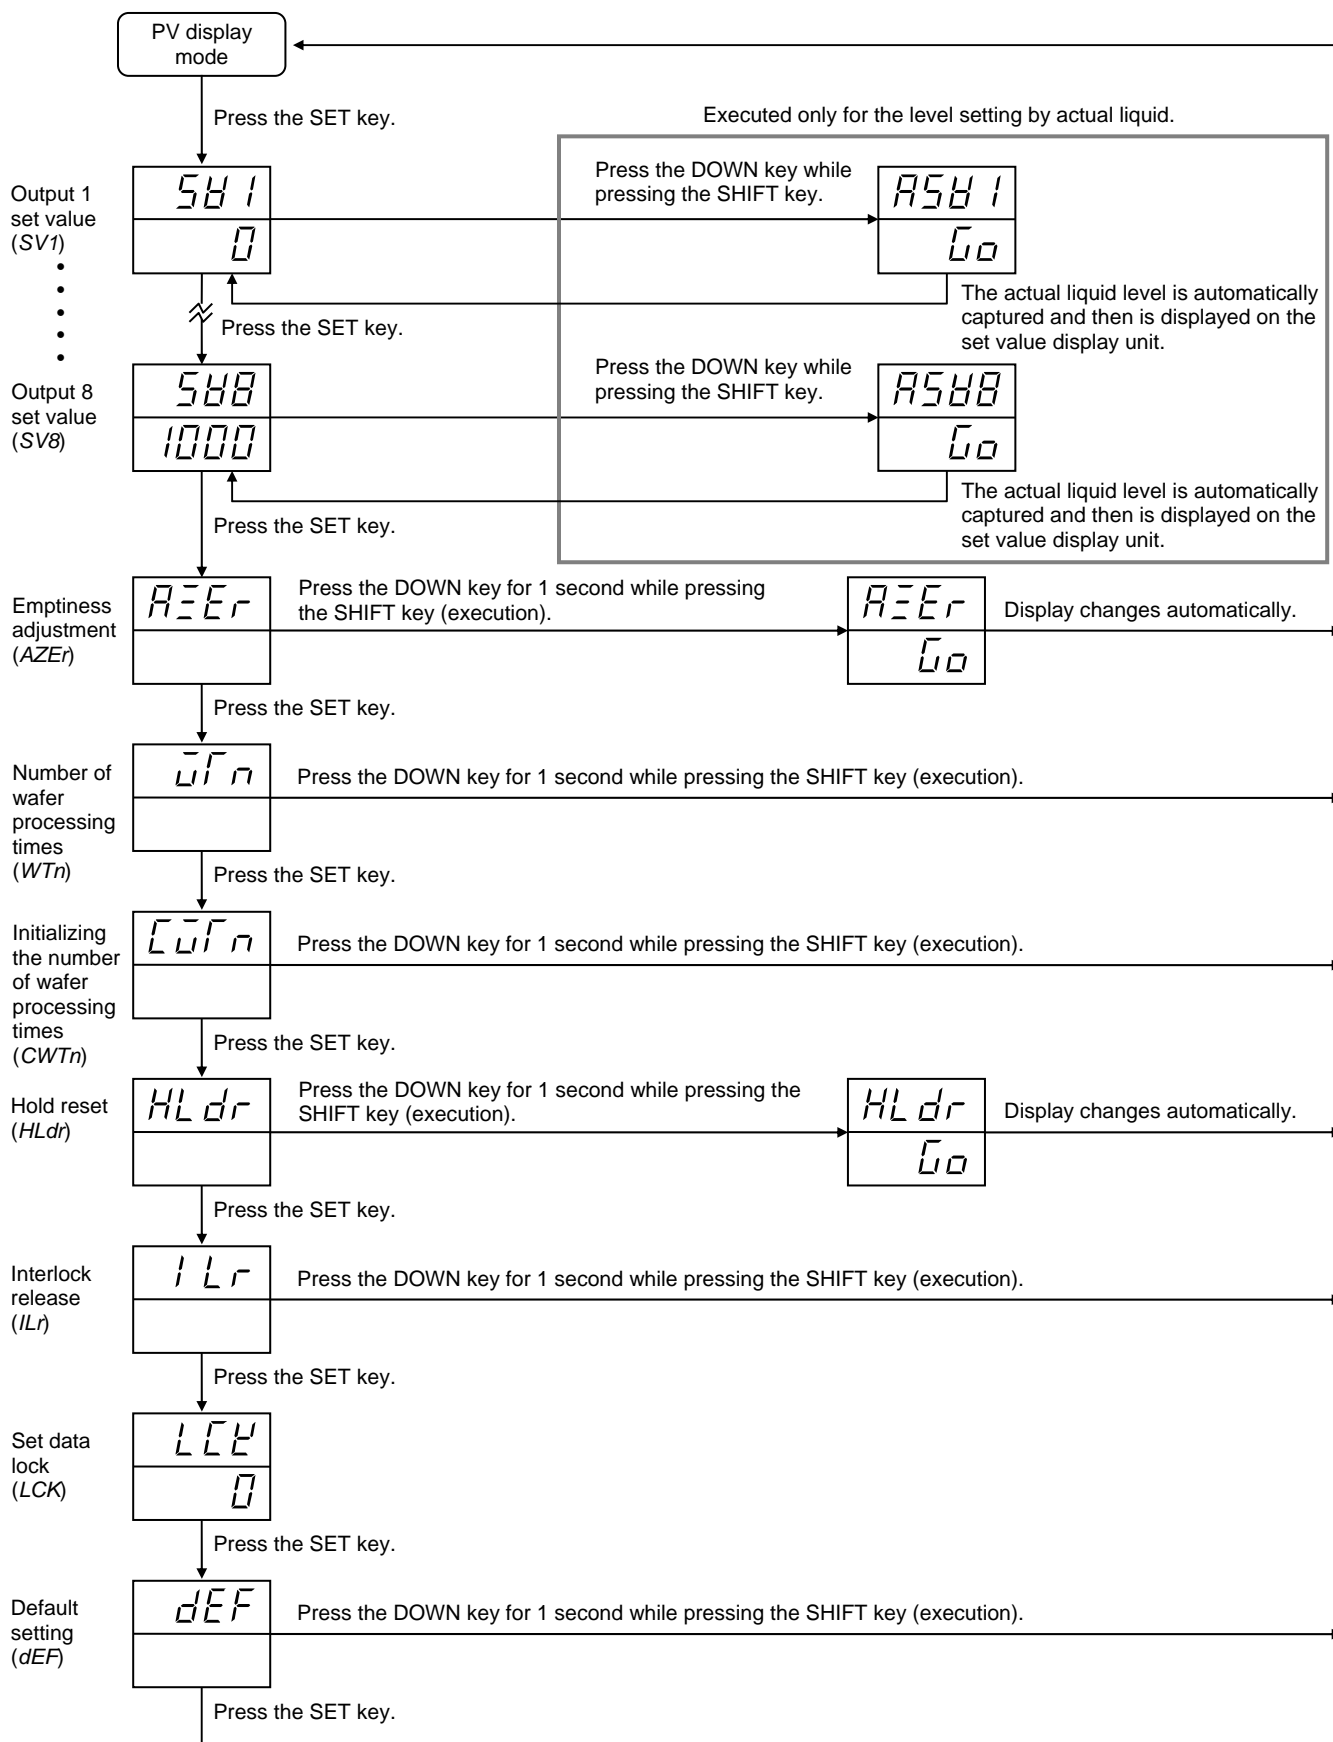 PV display
mode
Press the SET key.
Executed only for the level setting by actual liquid.
Output 1
set value
(SV1)
SV1
0
Press the DOWN key while
pressing the SHIFT key.
ASV1
Go
The actual liquid level is automatically
captured and then is displayed on the
set value display unit.
Press the SET key.
Output 8
set value
(SV8)
SV8
1000
Press the DOWN key while
pressing the SHIFT key.
ASV8
Go
The actual liquid level is automatically
captured and then is displayed on the
set value display unit.
Press the SET key.
Emptiness
adjustment
(AZEr)
AZEr
Press the DOWN key for 1 second while pressing
the SHIFT key (execution).
AZEr
Go
Display changes automatically.
Press the SET key.
Number of
wafer
processing
times
(WTn)
WTn
Press the DOWN key for 1 second while pressing the SHIFT key (execution).
Press the SET key.
Initializing
the number
of wafer
processing
times
(CWTn)
CWTn
Press the DOWN key for 1 second while pressing the SHIFT key (execution).
Press the SET key.
Hold reset
(HLdr)
HLdr
Press the DOWN key for 1 second while pressing the
SHIFT key (execution).
HLdr
Go
Display changes automatically.
Press the SET key.
Interlock
release
(ILr)
ILr
Press the DOWN key for 1 second while pressing the SHIFT key (execution).
Press the SET key.
Set data
lock
(LCK)
LCK
0
Press the SET key.
Default
setting
(dEF)
dEF
Press the DOWN key for 1 second while pressing the SHIFT key (execution).
Press the SET key.